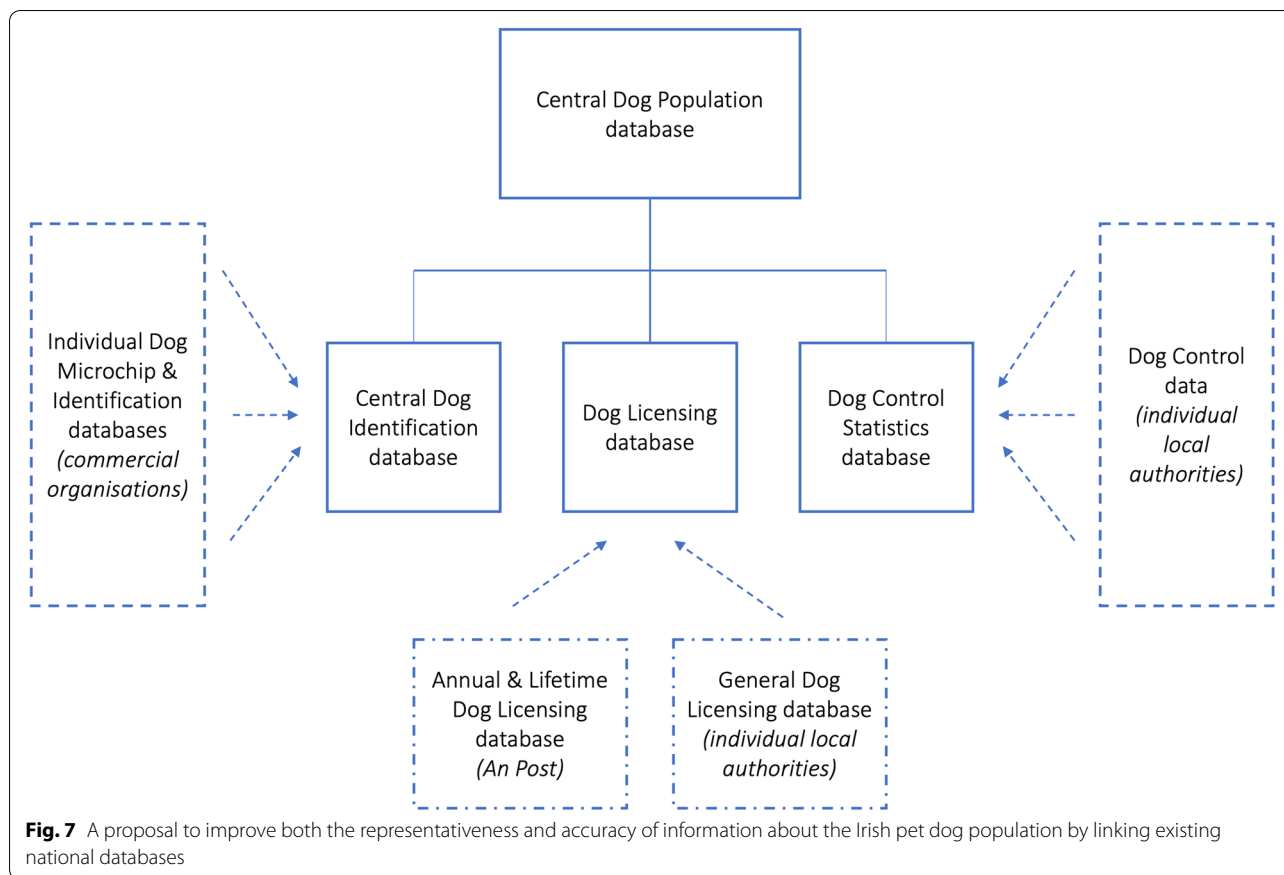 Central Dog Population
database
Individual Dog
Microchip &
Identification
databases
(commercial
organisations)
Central Dog
Identification
database
Dog Licensing
database
Dog Control
Statistics
database
Dog Control
data
(individual
local
authorities)
Annual & Lifetime
Dog Licensing
database
(An Post)
General Dog
Licensing database
(individual local
authorities)
Fig. 7 A proposal to improve both the representativeness and accuracy of information about the Irish pet dog population by linking existing
national databases